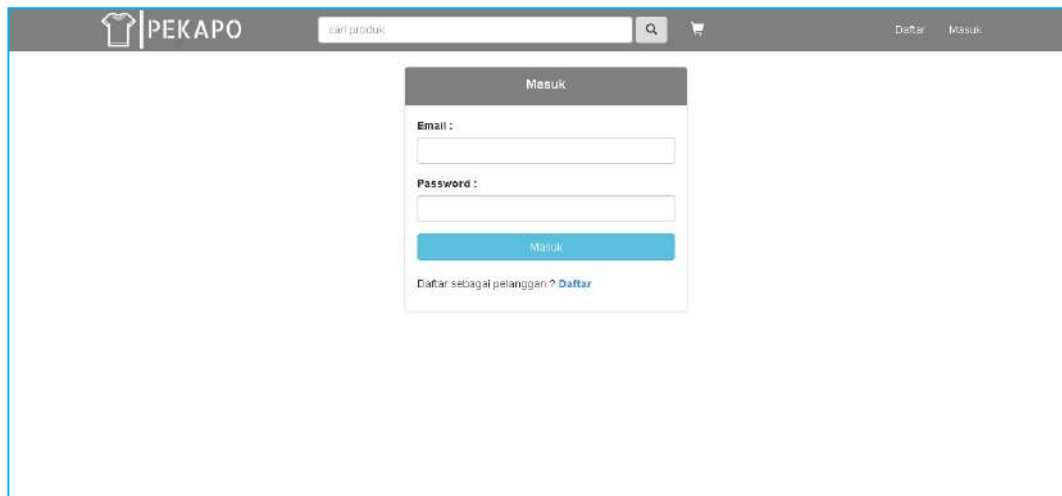 PEKAPO
cari produk
Daftar Masuk
Masuk
Email :
Password :
Masuk
Daftar sebagai pelanggan ? Daftar